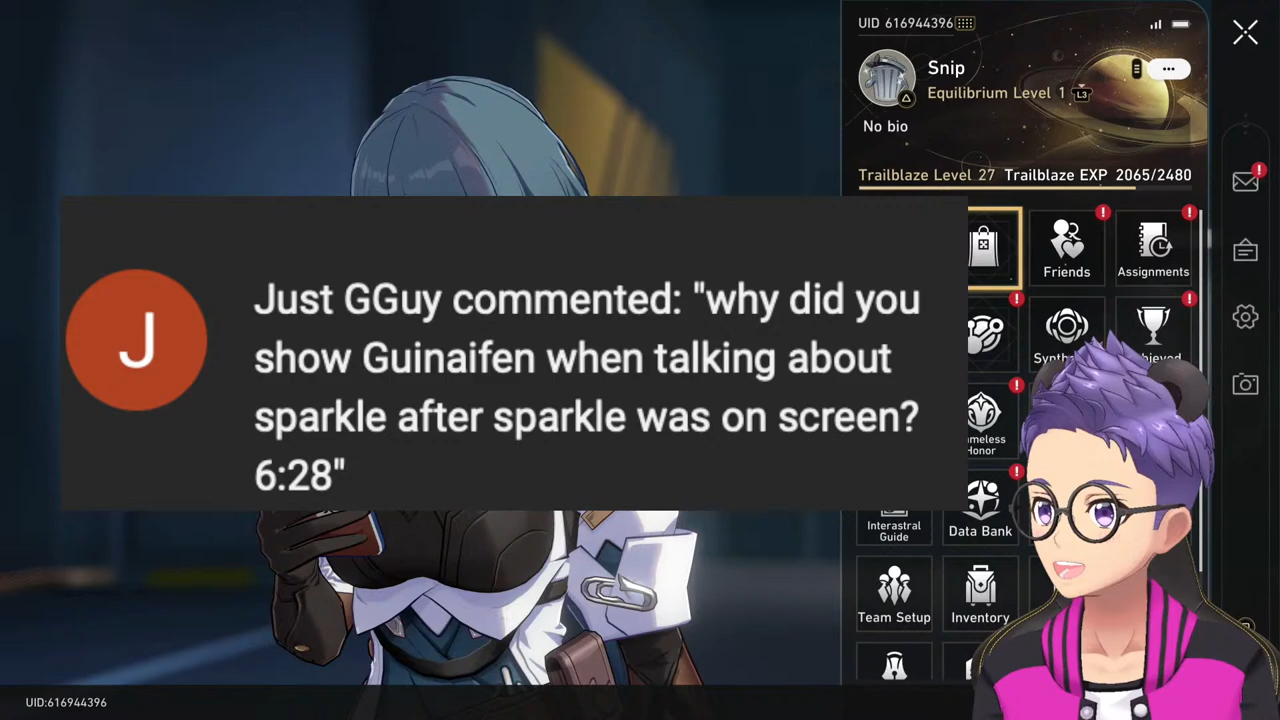 UID 616944396
Snip
Equilibrium Level 1
L3
No bio
Trailblaze Level 27 Trailblaze EXP 2065/2480
J
Just GGuy commented: "why did you
show Guinaifen when talking about
sparkle after sparkle was on screen?
6:28"
Friends
Assignments
Honor
Interastral
Guide
Data Bank
Team Setup
Inventory
UID:616944396